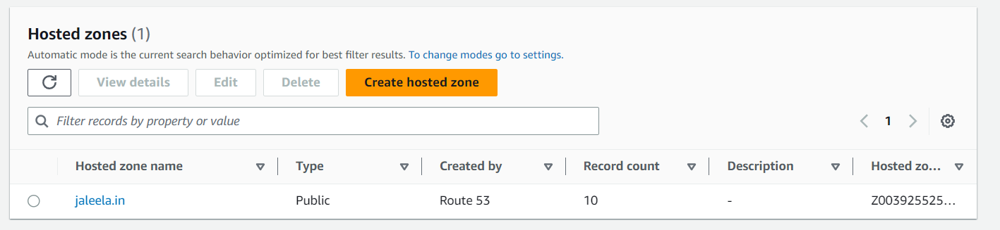 Hosted zones (1)
Automatic mode is the current search behavior optimized for best filter results. To change modes go to settings.
View details Edit Delete Create hosted zone
Filter records by property or value
1
Hosted zone name Type Created by Record count Description Hosted zo...
jaleela.in Public Route 53 10 - Z003925525...